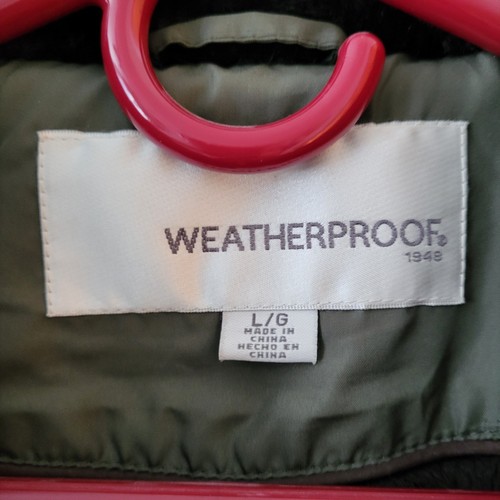 WEATHERPROOF®
1948
L/G
MADE IN
CHINA
HECHO EN
CHINA